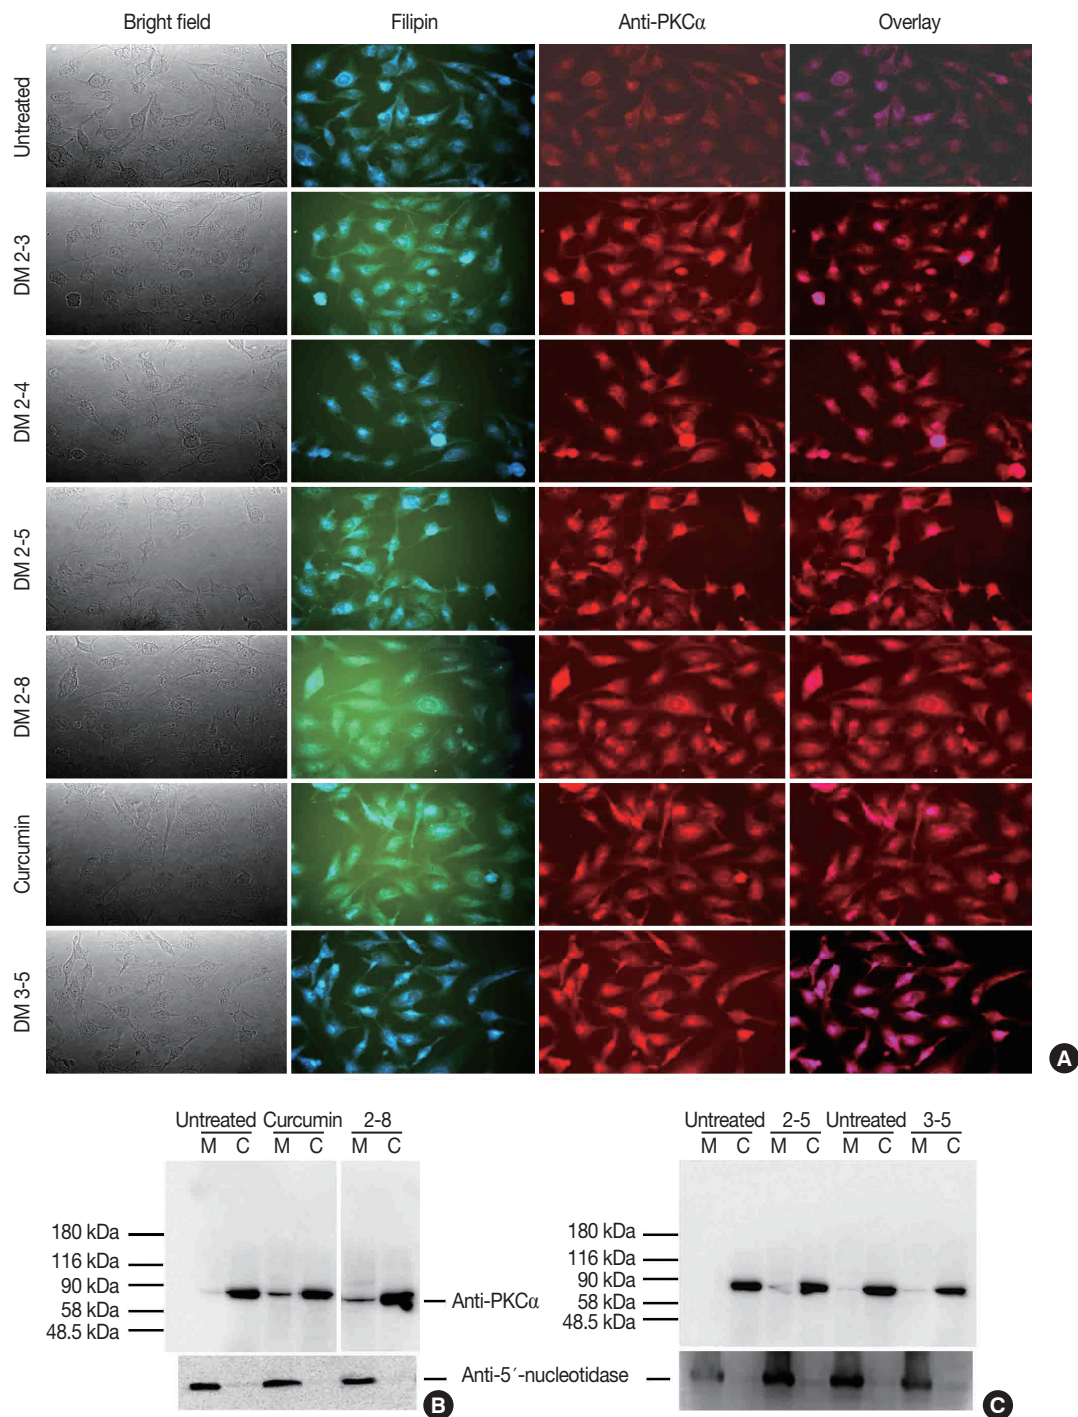 Bright field Filipin Anti-PKCα Overlay
Untreated
DM 2-3
DM 2-4
DM 2-5
DM 2-8
Curcumin
DM 3-5
A
Untreated Curcumin 2-8
M C M C M C
180 kDa
116 kDa
90 kDa
58 kDa
48.5 kDa
Anti-PKCα
Anti-5´-nucleotidase
B
Untreated 2-5 Untreated 3-5
M C M C M C M C
180 kDa
116 kDa
90 kDa
58 kDa
48.5 kDa
C